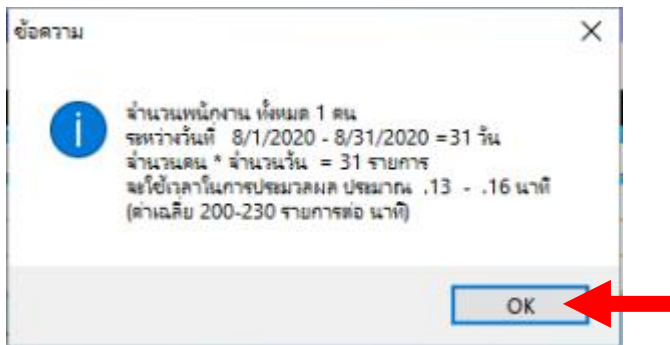 ข้อความ
จำนวนพนักงาน ทั้งหมด 1 คน
ระหว่างวันที่ 8/1/2020 - 8/31/2020 =31 วัน
จำนวนคน * จำนวนวัน = 31 รายการ
จะใช้เวลาในการประมวลผล ประมาณ .13 - .16 นาที
(ค่าเฉลี่ย 200-230 รายการต่อ นาที)
OK